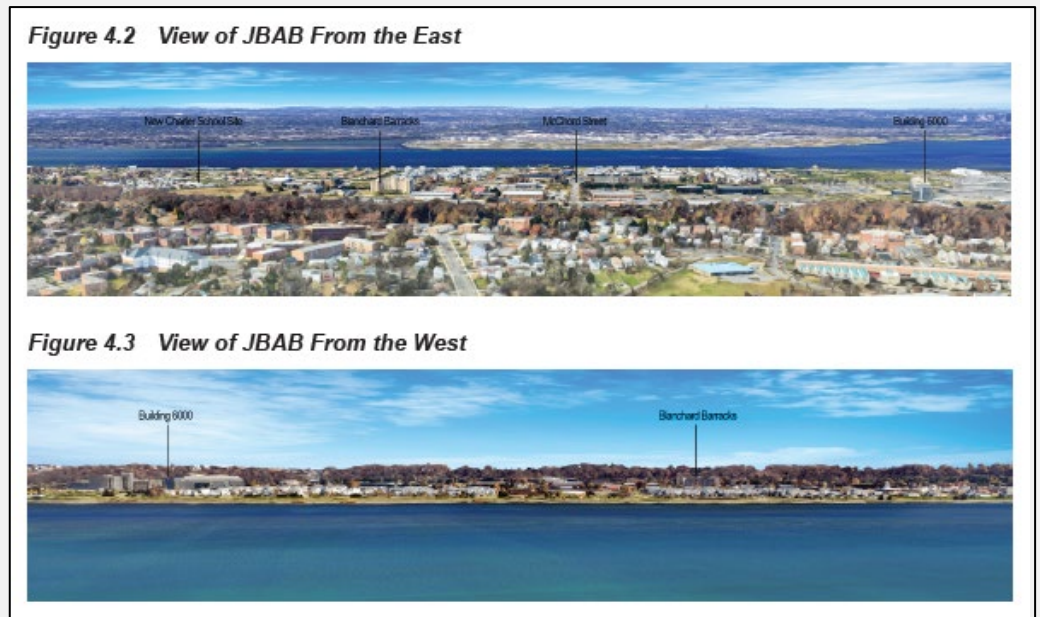 Figure 4.2 View of JBAB From the East
New Charter School Site
Blanchard Barracks
McChord Street
Building 6000
Figure 4.3 View of JBAB From the West
Building 6000
Blanchard Barracks